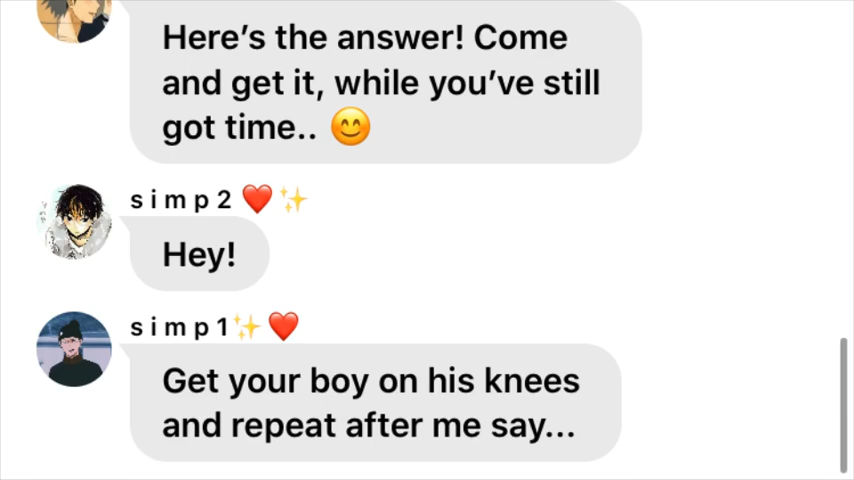 Here's the answer! Come
and get it, while you've still
got time.. 😊
s i m p 2 ❤️✨
Hey!
s i m p 1✨❤️
Get your boy on his knees
and repeat after me say...